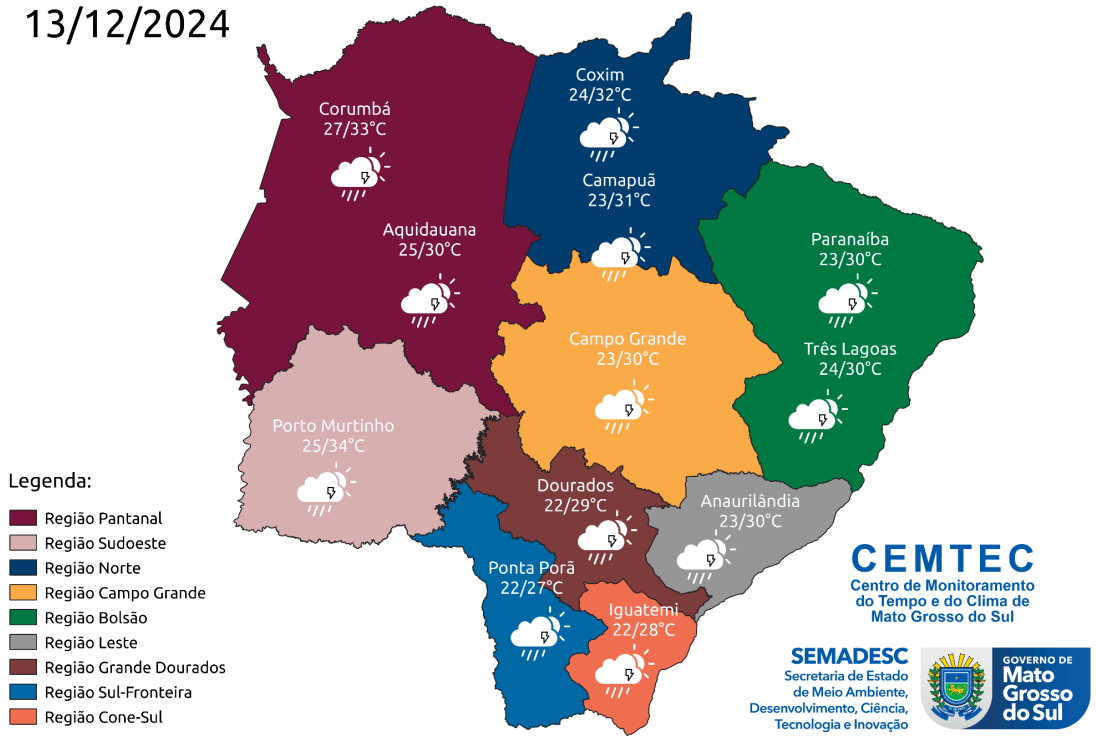 13/12/2024
Corumbá
27/33°C
Coxim
24/32°C
Camapuã
23/31°C
Aquidauana
25/30°C
Paranaíba
23/30°C
Campo Grande
23/30°C
Três Lagoas
24/30°C
Porto Murtinho
25/34°C
Dourados
22/29°C
Anaurilândia
23/30°C
Ponta Porã
22/27°C
Iguatemi
22/28°C
Legenda:
Região Pantanal
Região Sudoeste
Região Norte
Região Campo Grande
Região Bolsão
Região Leste
Região Grande Dourados
Região Sul-Fronteira
Região Cone-Sul
CEMTEC
Centro de Monitoramento
do Tempo e do Clima de
Mato Grosso do Sul
SEMADESC
Secretaria de Estado
de Meio Ambiente,
Desenvolvimento, Ciência,
Tecnologia e Inovação
GOVERNO DE
Mato
Grosso
do Sul